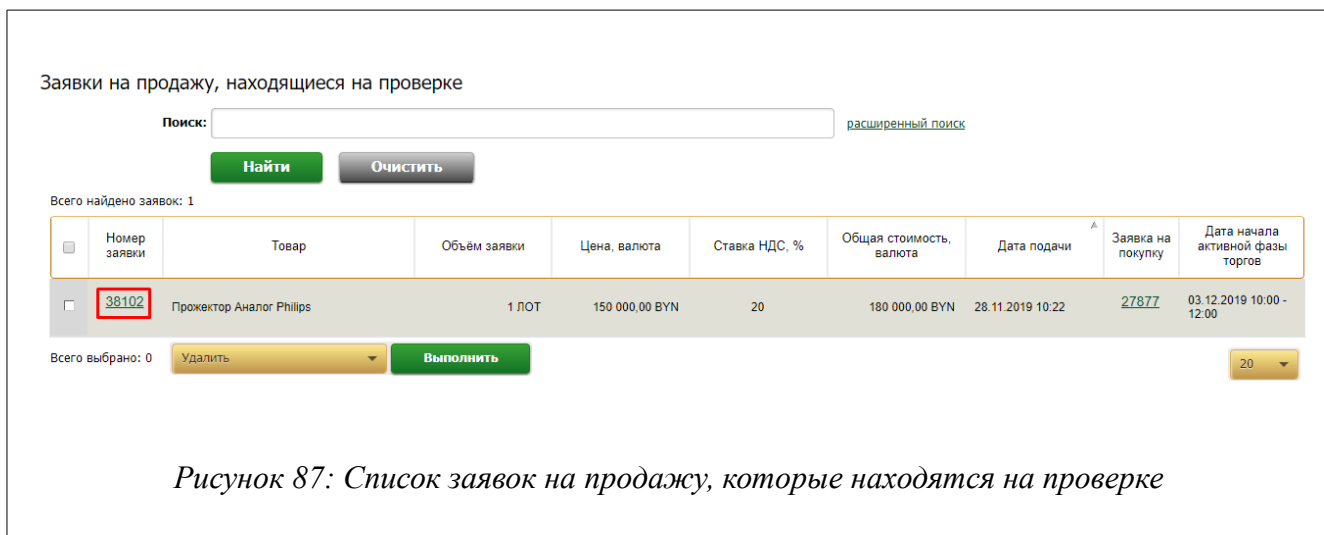 Заявки на продажу, находящиеся на проверке
Поиск: расширенный поиск
Найти Очистить
Всего найдено заявок: 1
Номер заявки Товар Объём заявки Цена, валюта Ставка НДС, % Общая стоимость, валюта Дата подачи Заявка на покупку Дата начала активной фазы торгов
38102 Прожектор Аналог Philips 1 ЛОТ 150 000,00 BYN 20 180 000,00 BYN 28.11.2019 10:22 27877 03.12.2019 10:00 - 12:00
Всего выбрано: 0 Удалить Выполнить 20
Рисунок 87: Список заявок на продажу, которые находятся на проверке